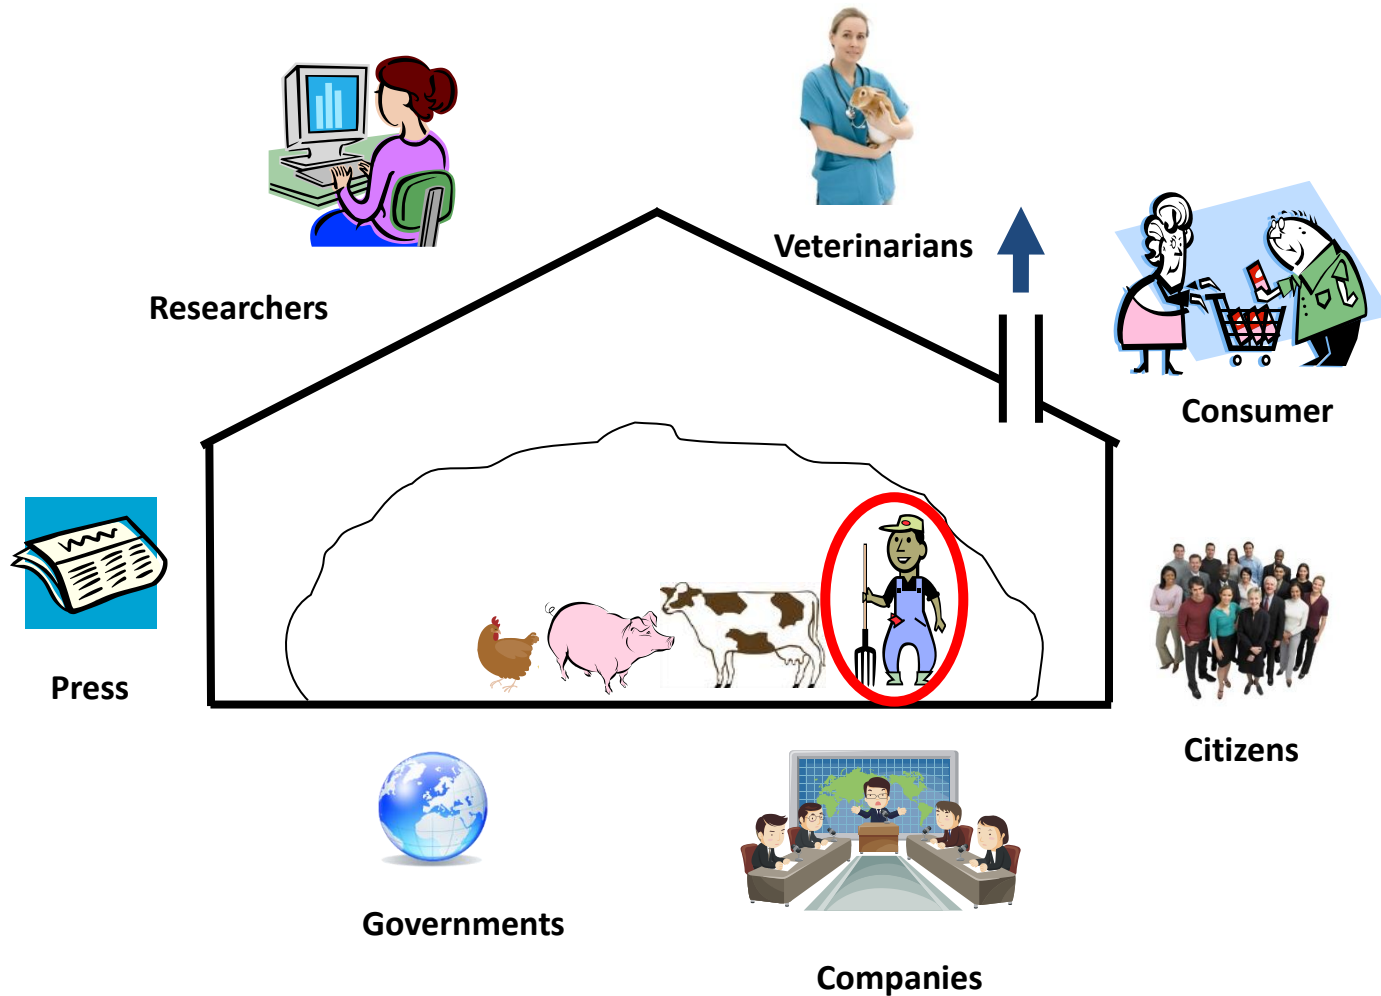 Veterinarians
Researchers
Consumer
Press
Citizens
Governments
Companies